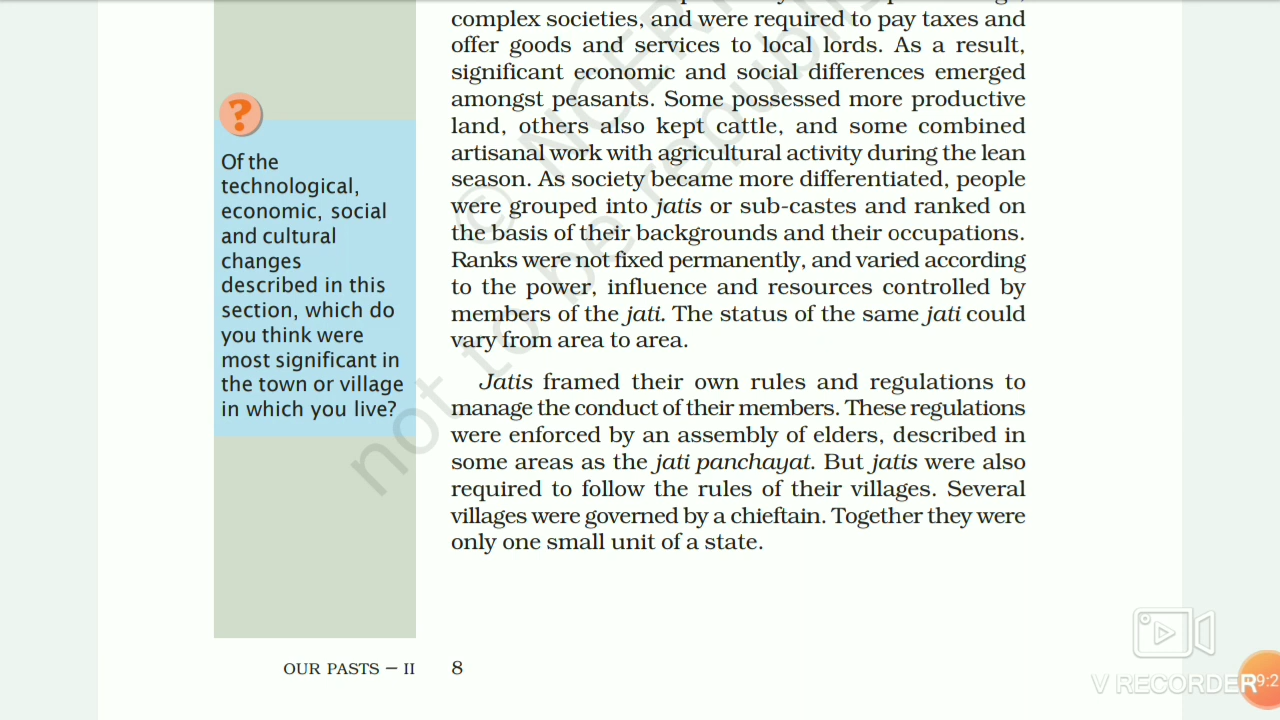 complex societies, and were required to pay taxes and
offer goods and services to local lords. As a result,
significant economic and social differences emerged
amongst peasants. Some possessed more productive
land, others also kept cattle, and some combined
artisanal work with agricultural activity during the lean
season. As society became more differentiated, people
were grouped into jatis or sub-castes and ranked on
the basis of their backgrounds and their occupations.
Ranks were not fixed permanently, and varied according
to the power, influence and resources controlled by
members of the jati. The status of the same jati could
vary from area to area.
Jatis framed their own rules and regulations to
manage the conduct of their members. These regulations
were enforced by an assembly of elders, described in
some areas as the jati panchayat. But jatis were also
required to follow the rules of their villages. Several
villages were governed by a chieftain. Together they were
only one small unit of a state.
?
Of the
technological,
economic, social
and cultural
changes
described in this
section, which do
you think were
most significant in
the town or village
in which you live?
© NCERT
not to be republis
OUR PASTS – II 8
V RECORDER
9:2